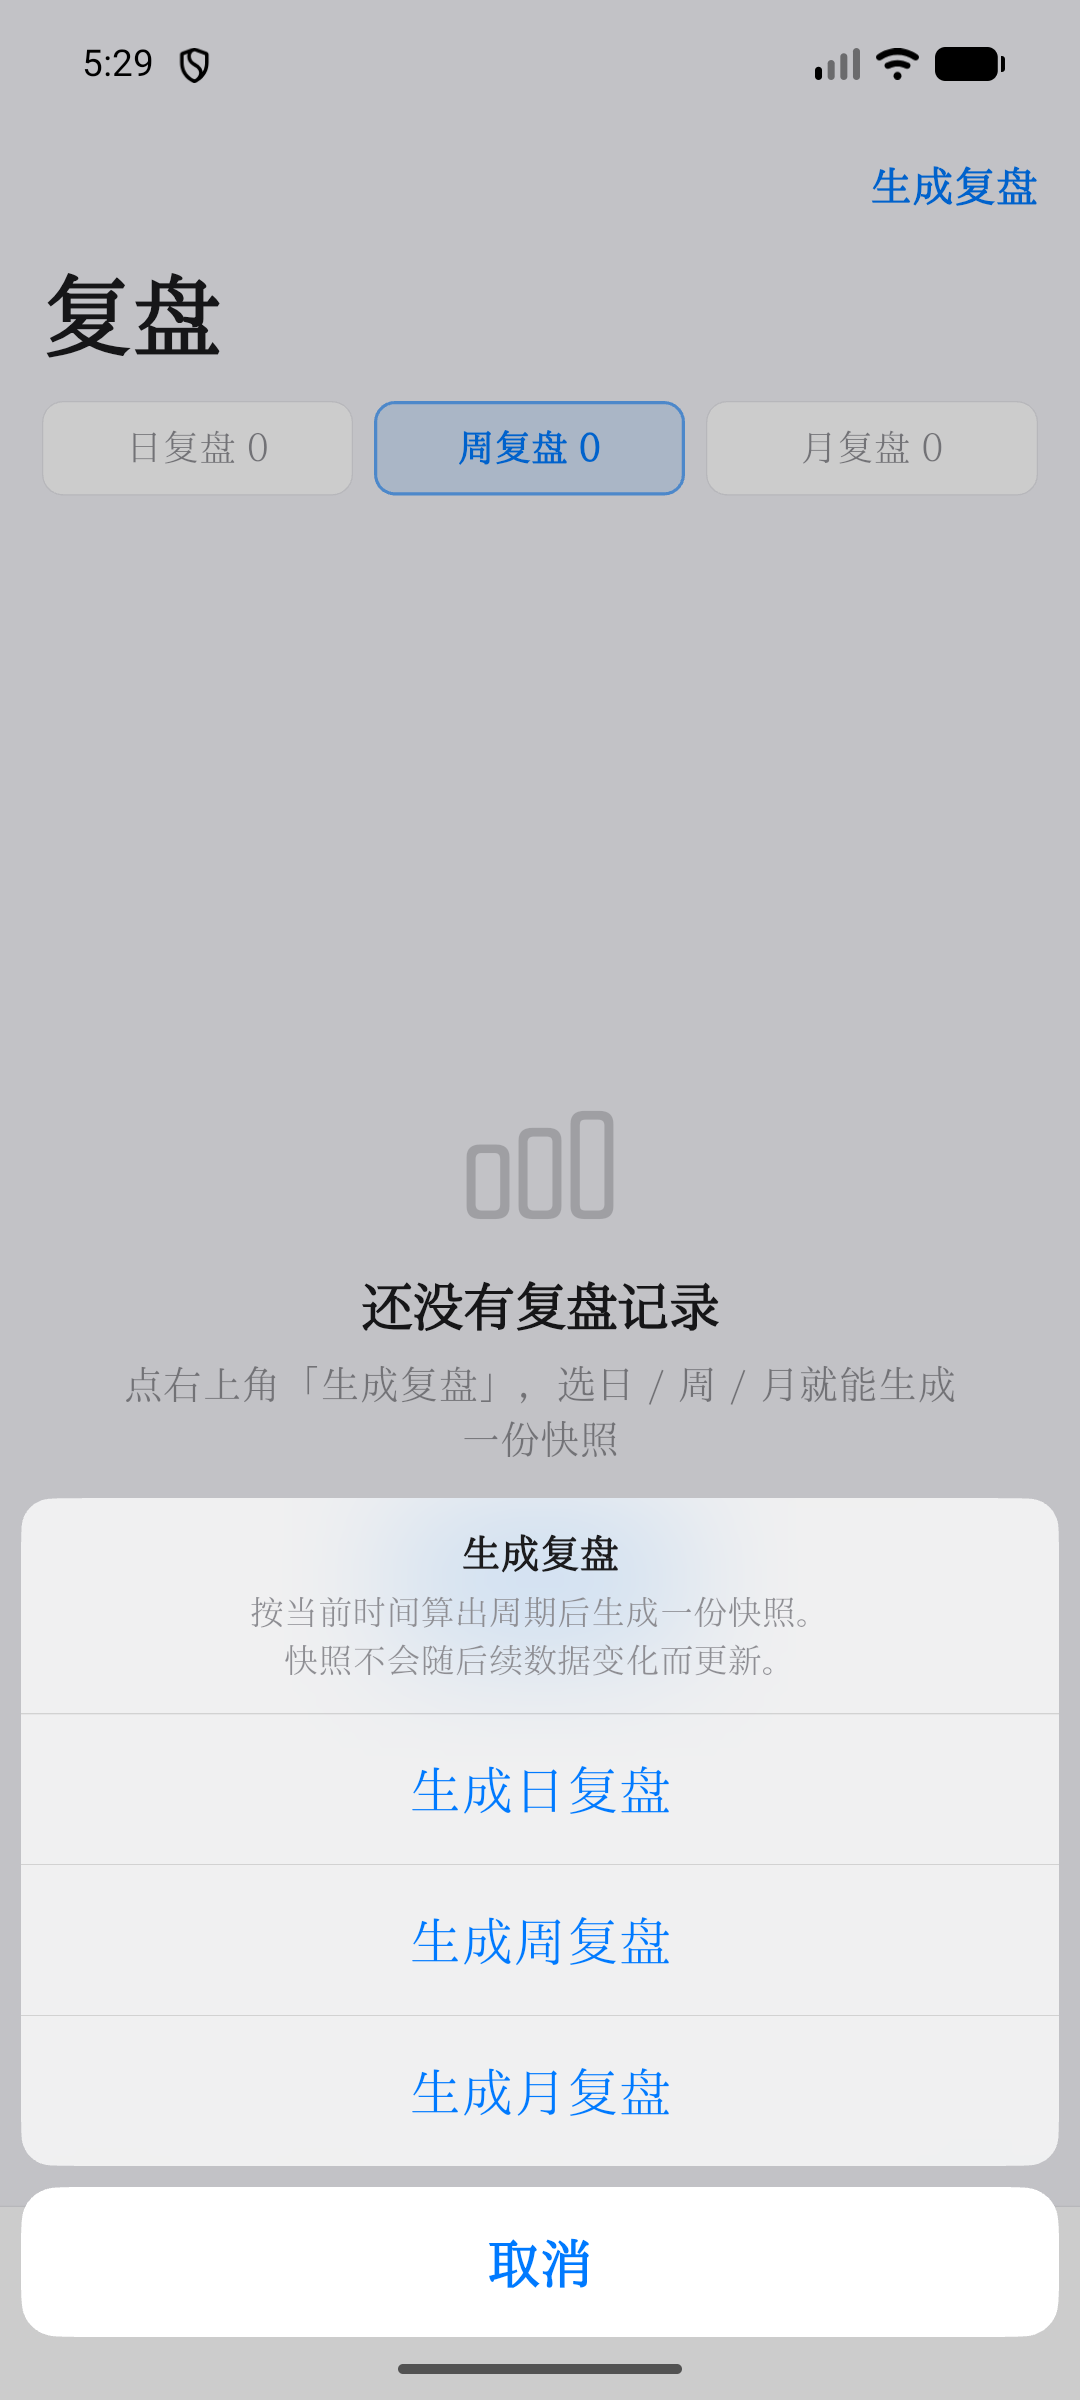 5:29
生成复盘
复盘
日复盘 0
周复盘 0
月复盘 0
还没有复盘记录
点右上角「生成复盘」，选日 / 周 / 月就能生成
一份快照
生成复盘
按当前时间算出周期后生成一份快照。
快照不会随后续数据变化而更新。
生成日复盘
生成周复盘
生成月复盘
取消